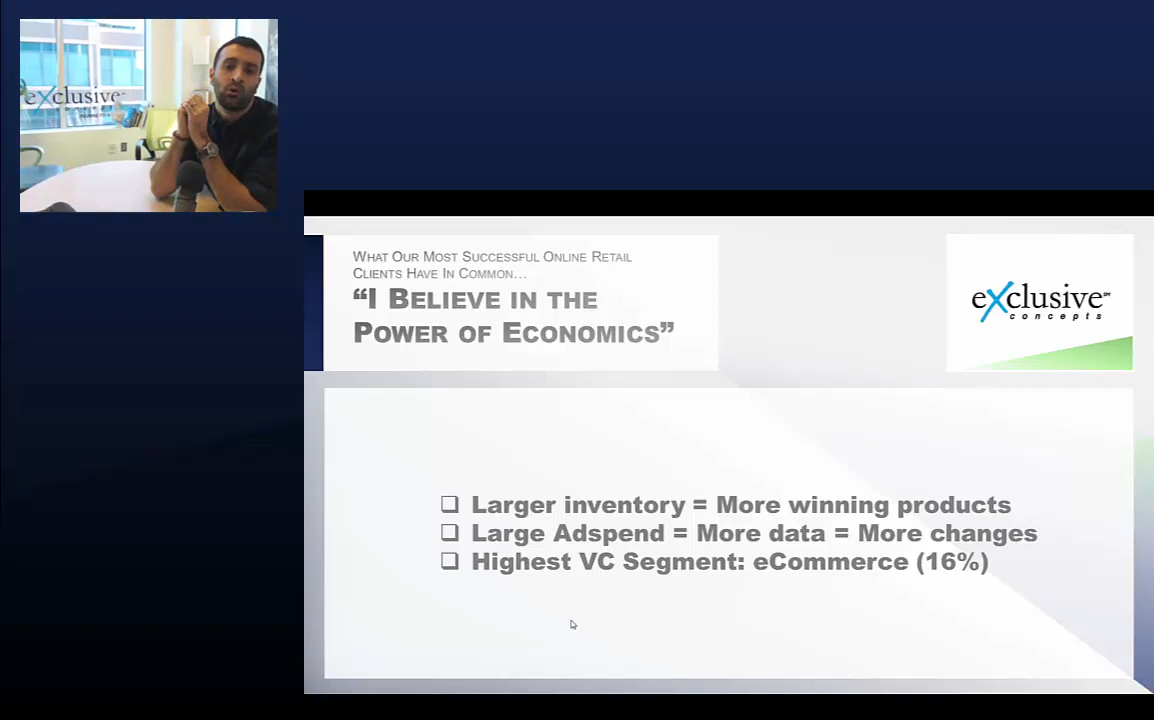 exclusive
WHAT OUR MOST SUCCESSFUL ONLINE RETAIL
CLIENTS HAVE IN COMMON…
“I BELIEVE IN THE
POWER OF ECONOMICS”
eXclusive℠
concepts
❑ Larger inventory = More winning products
❑ Large Adspend = More data = More changes
❑ Highest VC Segment: eCommerce (16%)